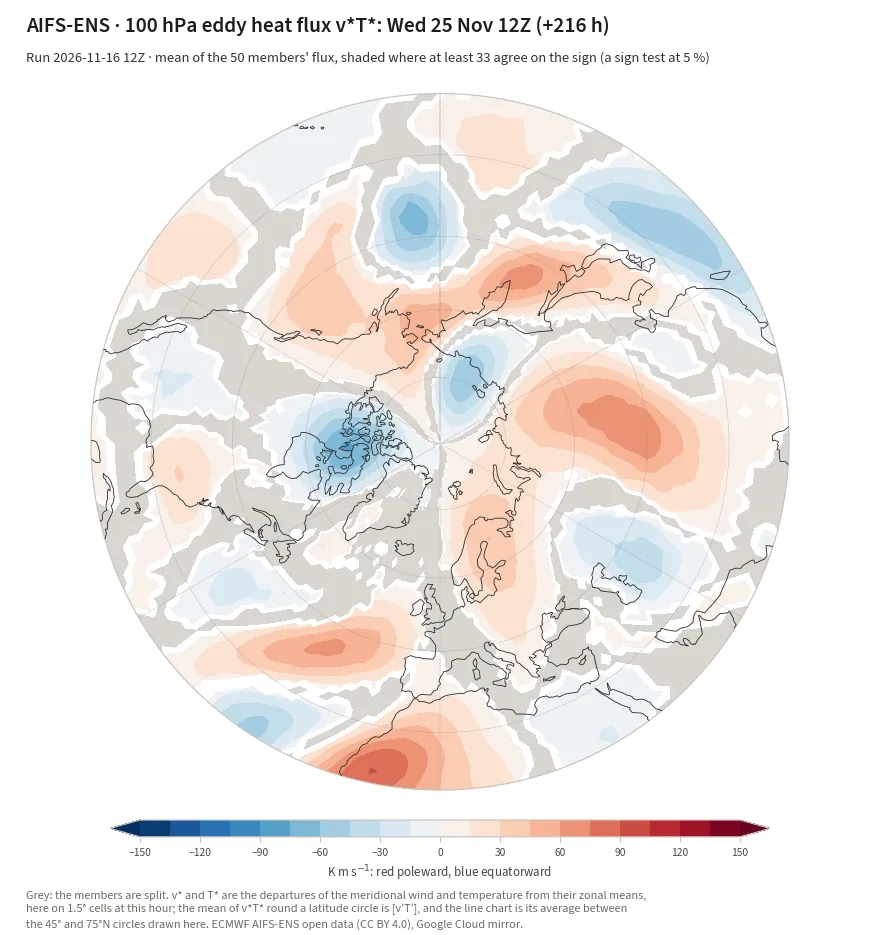 AIFS-ENS · 100 hPa eddy heat flux v*T*: Wed 25 Nov 12Z (+216 h)
Run 2026-11-16 12Z · mean of the 50 members' flux, shaded where at least 33 agree on the sign (a sign test at 5 %)
−150 −120 −90 −60 −30 0 30 60 90 120 150
K m s⁻¹: red poleward, blue equatorward
Grey: the members are split. v* and T* are the departures of the meridional wind and temperature from their zonal means,
here on 1.5° cells at this hour; the mean of v*T* round a latitude circle is [v′T′], and the line chart is its average between
the 45° and 75°N circles drawn here. ECMWF AIFS-ENS open data (CC BY 4.0), Google Cloud mirror.